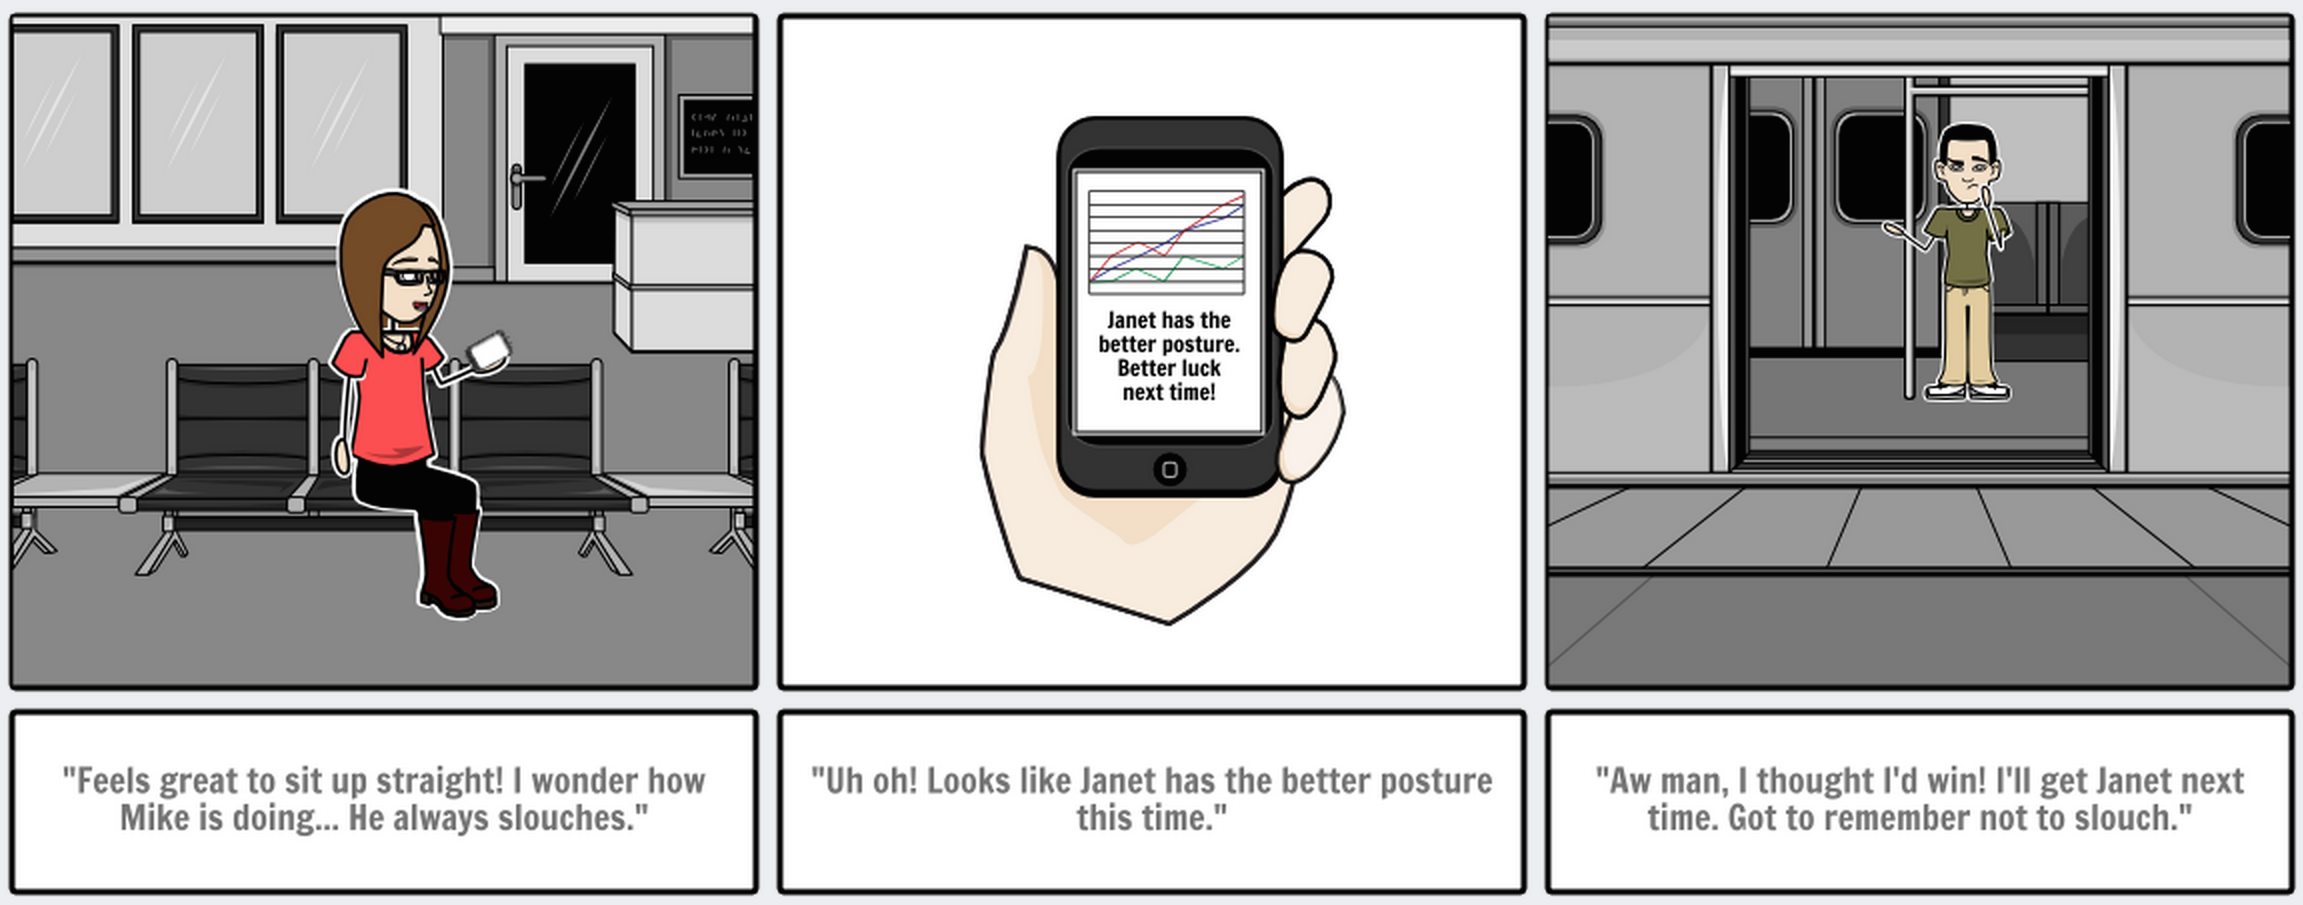 Janet has the
better posture.
Better luck
next time!
"Feels great to sit up straight! I wonder how
Mike is doing... He always slouches."
"Uh oh! Looks like Janet has the better posture
this time."
"Aw man, I thought I'd win! I'll get Janet next
time. Got to remember not to slouch."